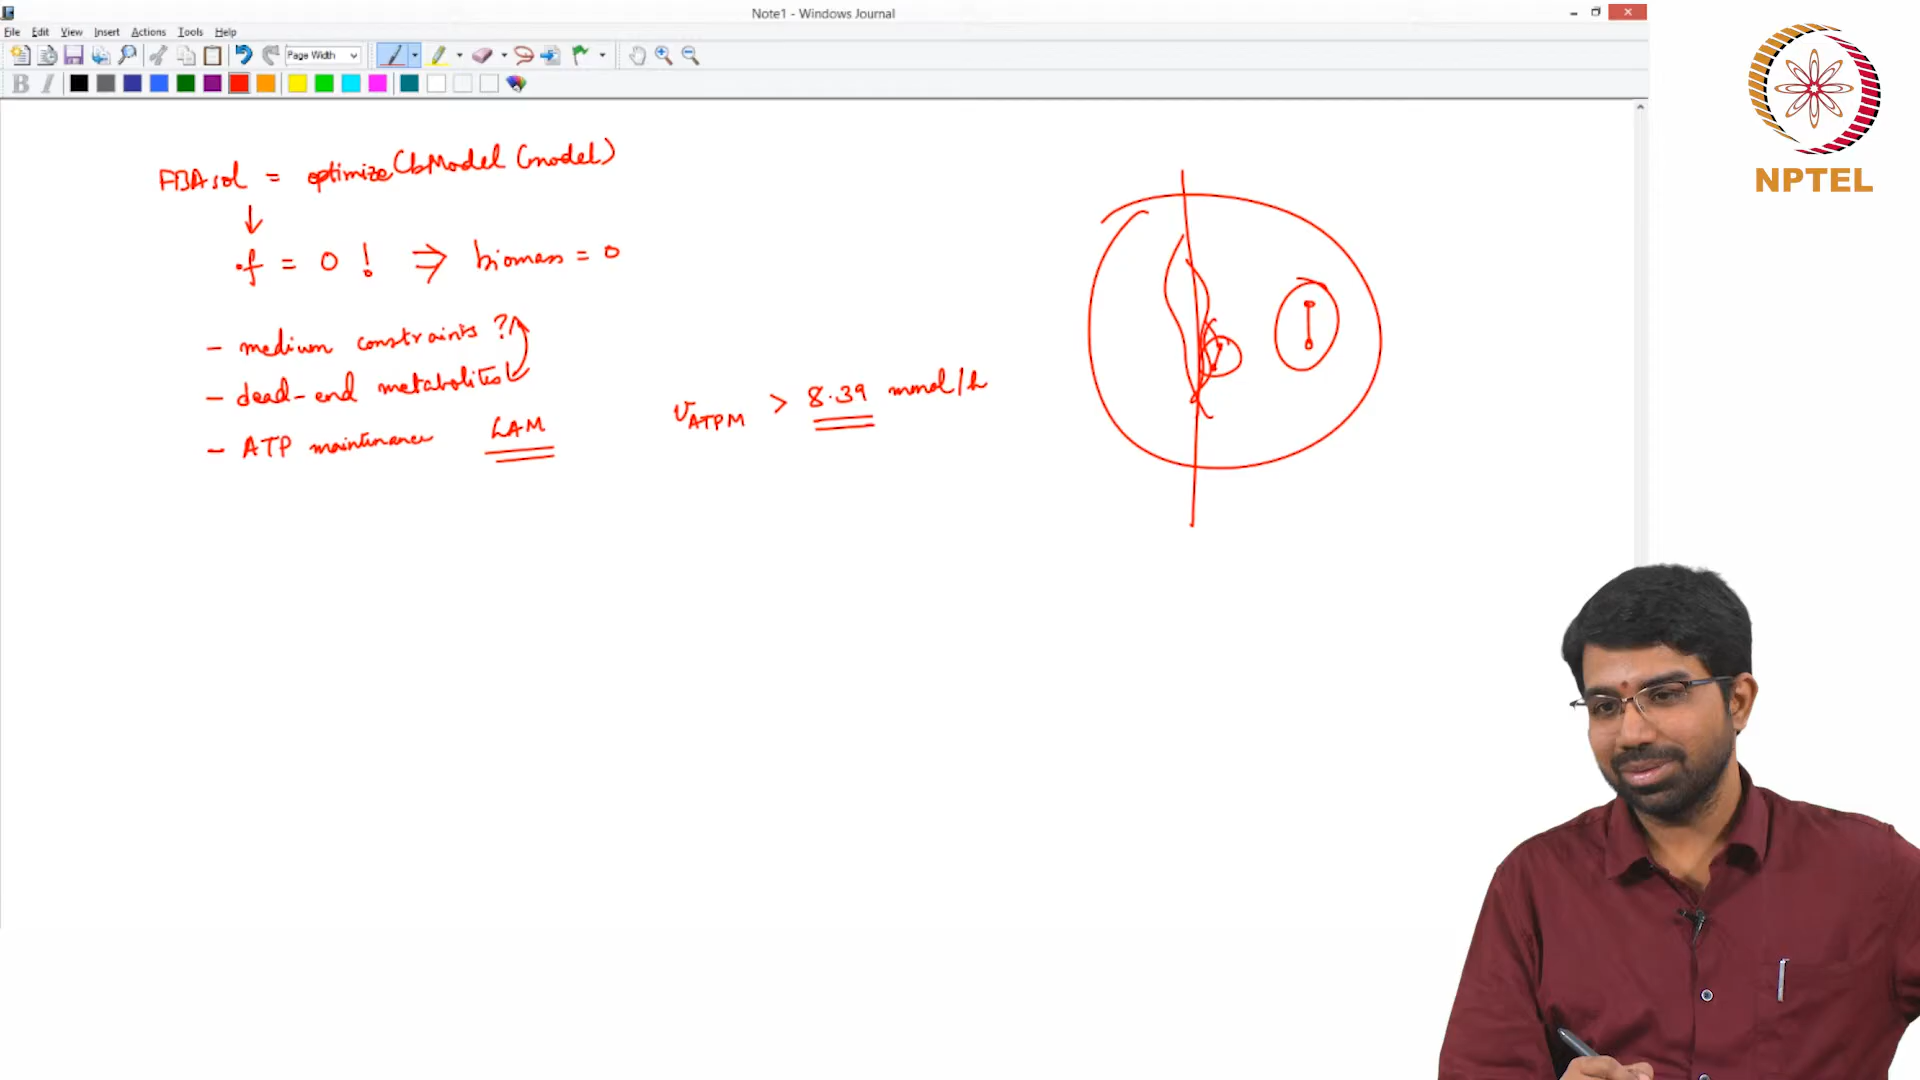 Note1 - Windows Journal
File Edit View Insert Actions Tools Help
Page Width
B I
NPTEL
FBAsol = optimizeCbModel (model)
↓
.f = 0 ! ⇒ biomass = 0
- medium constraints ?
- dead-end metabolites
- ATP maintenance LAM
vATPM > 8.39 mmol/h